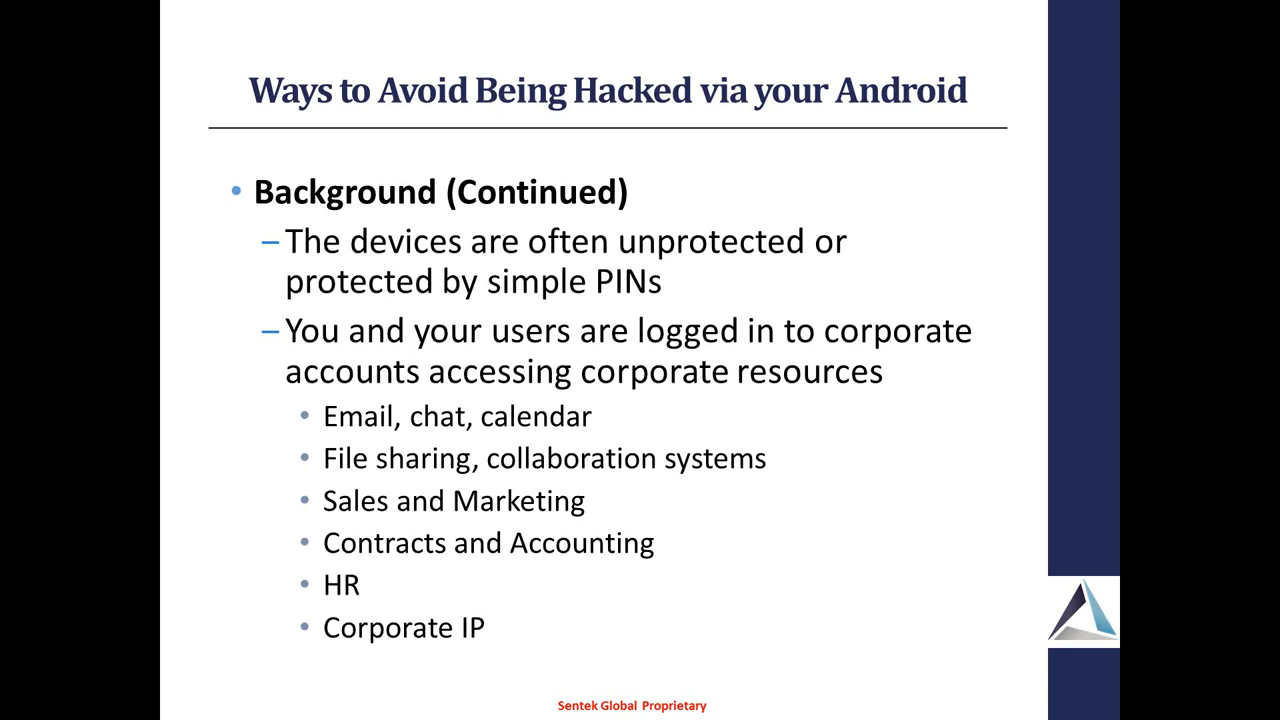 Ways to Avoid Being Hacked via your Android
• Background (Continued)
– The devices are often unprotected or
protected by simple PINs
– You and your users are logged in to corporate
accounts accessing corporate resources
• Email, chat, calendar
• File sharing, collaboration systems
• Sales and Marketing
• Contracts and Accounting
• HR
• Corporate IP
Sentek Global Proprietary